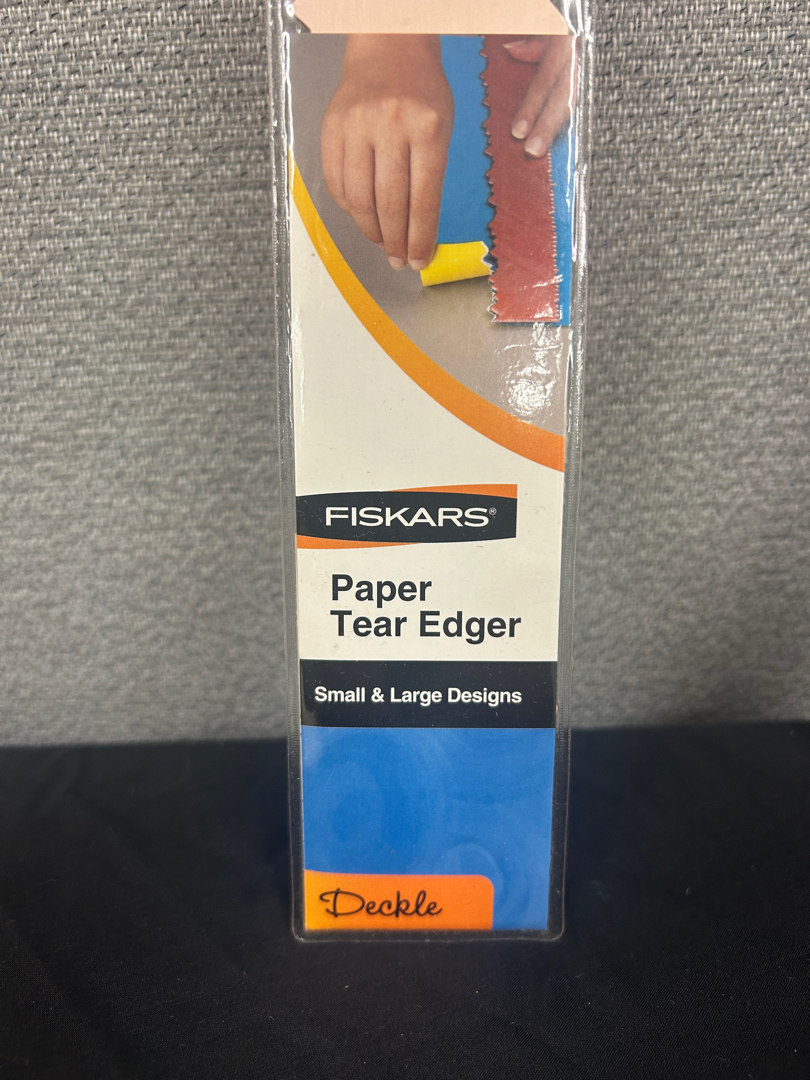 FISKARS®
Paper
Tear Edger
Small & Large Designs
Deckle